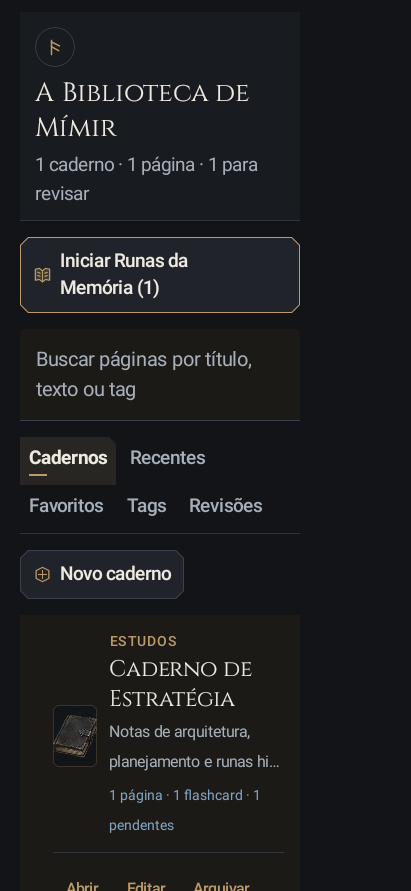 A Biblioteca de
Mímir
1 caderno · 1 página · 1 para
revisar
Iniciar Runas da
Memória (1)
Buscar páginas por título,
texto ou tag
Cadernos Recentes
Favoritos Tags Revisões
Novo caderno
ESTUDOS
Caderno de
Estratégia
Notas de arquitetura,
planejamento e runas hi...
1 página · 1 flashcard · 1
pendentes
Abrir Editar Arquivar